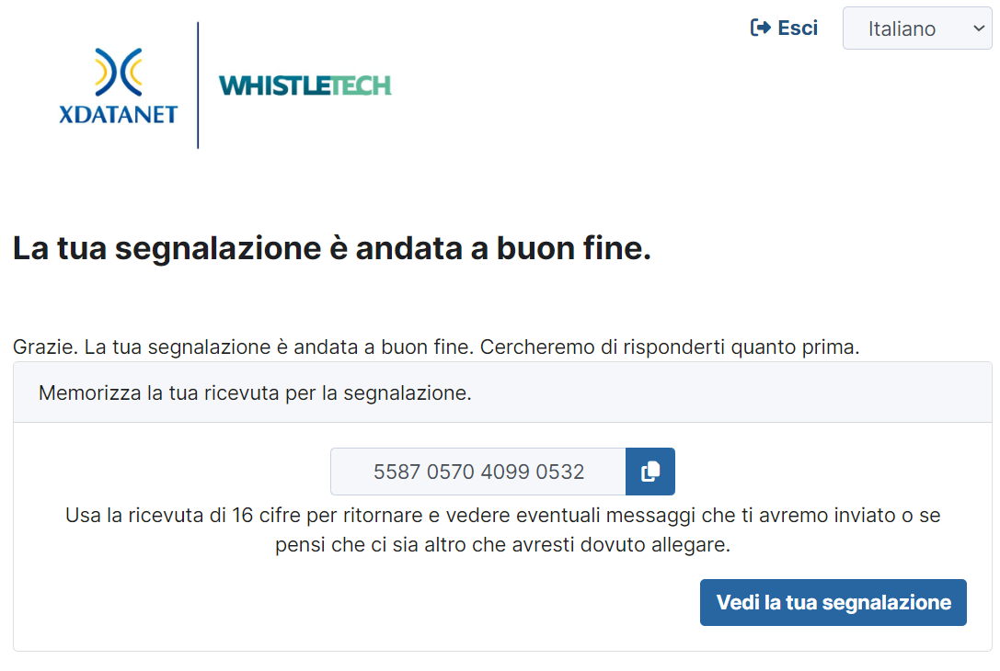 Esci
Italiano
XDATANET
WHISTLETECH
La tua segnalazione è andata a buon fine.
Grazie. La tua segnalazione è andata a buon fine. Cercheremo di risponderti quanto prima.
Memorizza la tua ricevuta per la segnalazione.
5587 0570 4099 0532
Usa la ricevuta di 16 cifre per ritornare e vedere eventuali messaggi che ti avremo inviato o se
pensi che ci sia altro che avresti dovuto allegare.
Vedi la tua segnalazione